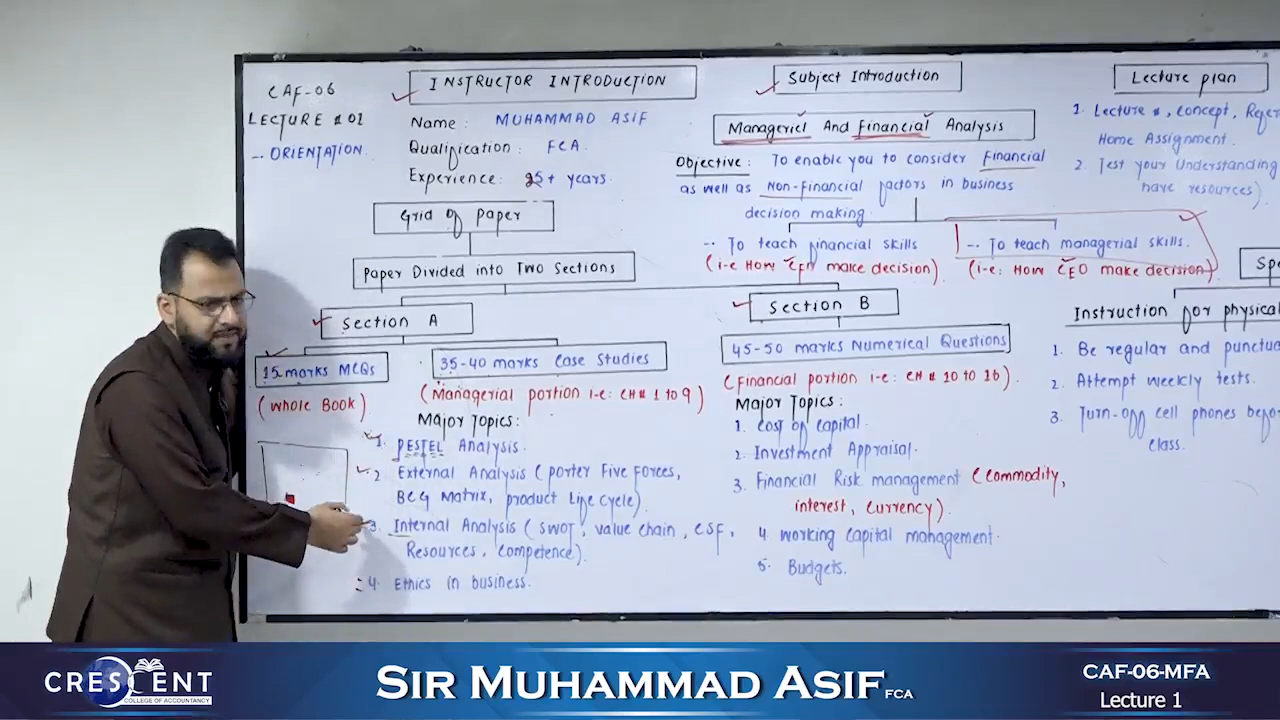 CAF-06
LECTURE # 01
-- ORIENTATION.
INSTRUCTOR INTRODUCTION
Name: MUHAMMAD ASIF
Qualification: FCA.
Experience: 25+ years.
Grid of Paper
Paper Divided into Two Sections
Section A
15 marks MCQs
(Whole Book)
35-40 marks Case Studies
(Managerial portion i-e: CH# 1 to 9)
Major Topics:
1. PESTEL Analysis.
2 External Analysis (Porter Five Forces,
BCG Matrix, product Life Cycle).
3. Internal Analysis (SWOT, value chain, CSF,
Resources, Competence).
4. Ethics in business.
Subject Introduction
Managerial And Financial Analysis
Objective: To enable you to consider Financial
as well as Non-Financial factors in business
decision making.
-- To teach financial skills
(i-e How CFO make decision)
-- To teach managerial skills.
(i-e: How CEO make decision)
Section B
45-50 marks Numerical Questions
(Financial portion i-e: CH # 10 to 16).
Major Topics:
1. Cost of Capital.
2 Investment Appraisal.
3. Financial Risk management (Commodity,
interest, Currency).
4. Working Capital management.
5. Budgets.
Lecture plan
1. Lecture #, concept, Refer
Home Assignment.
2. Test your Understanding
have resources).
Spe
Instruction for physical
1. Be regular and punctua
2. Attempt weekly tests.
3. Turn-off cell phones befo
class.
CRESCENT
COLLEGE OF ACCOUNTANCY
SIR MUHAMMAD ASIF FCA
CAF-06-MFA
Lecture 1